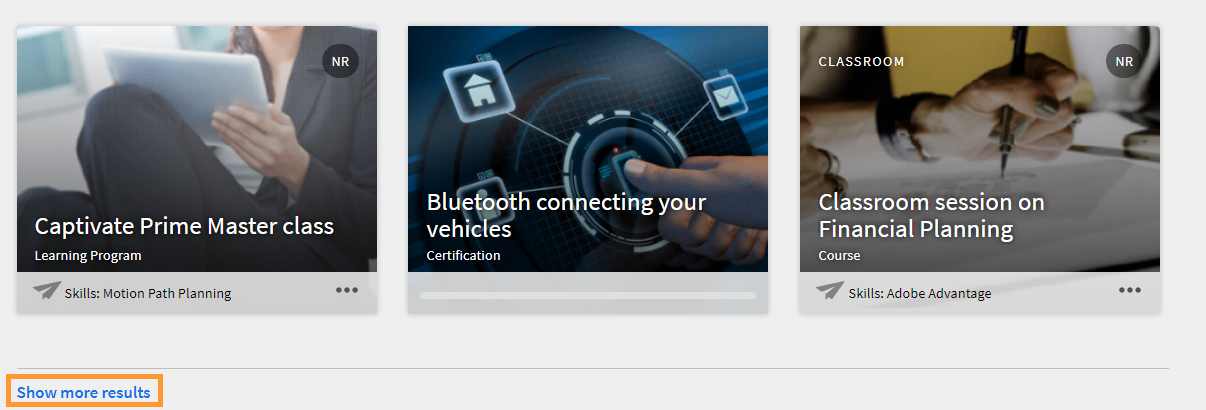 NR
Captivate Prime Master class
Learning Program
Skills: Motion Path Planning
Bluetooth connecting your
vehicles
Certification
CLASSROOM
NR
Classroom session on
Financial Planning
Course
Skills: Adobe Advantage
Show more results